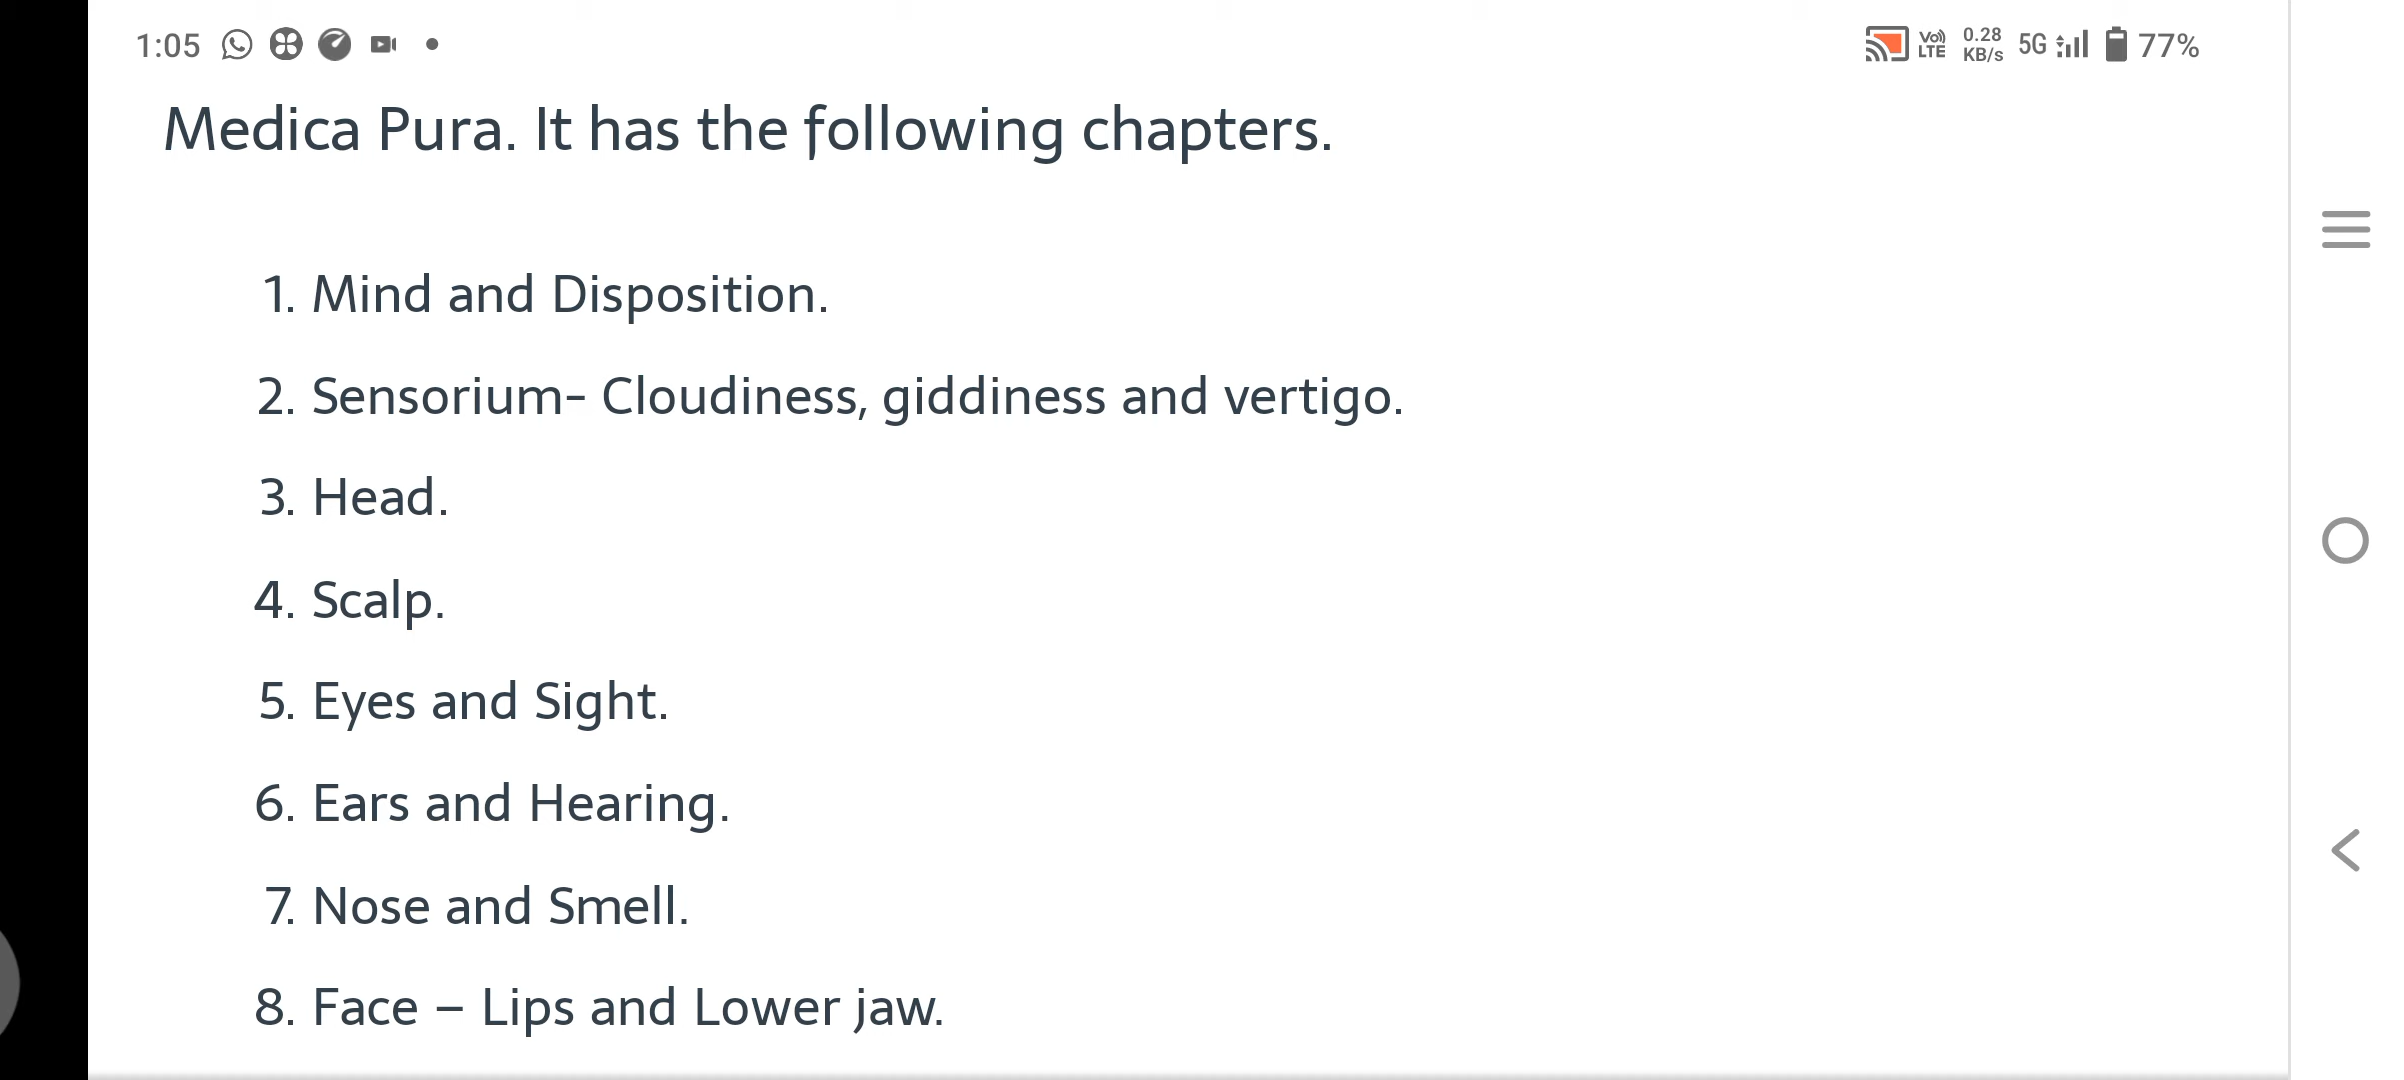 1:05 Vo) LTE 0.28 KB/s 5G 77%
Medica Pura. It has the following chapters.
1. Mind and Disposition.
2. Sensorium- Cloudiness, giddiness and vertigo.
3. Head.
4. Scalp.
5. Eyes and Sight.
6. Ears and Hearing.
7. Nose and Smell.
8. Face – Lips and Lower jaw.